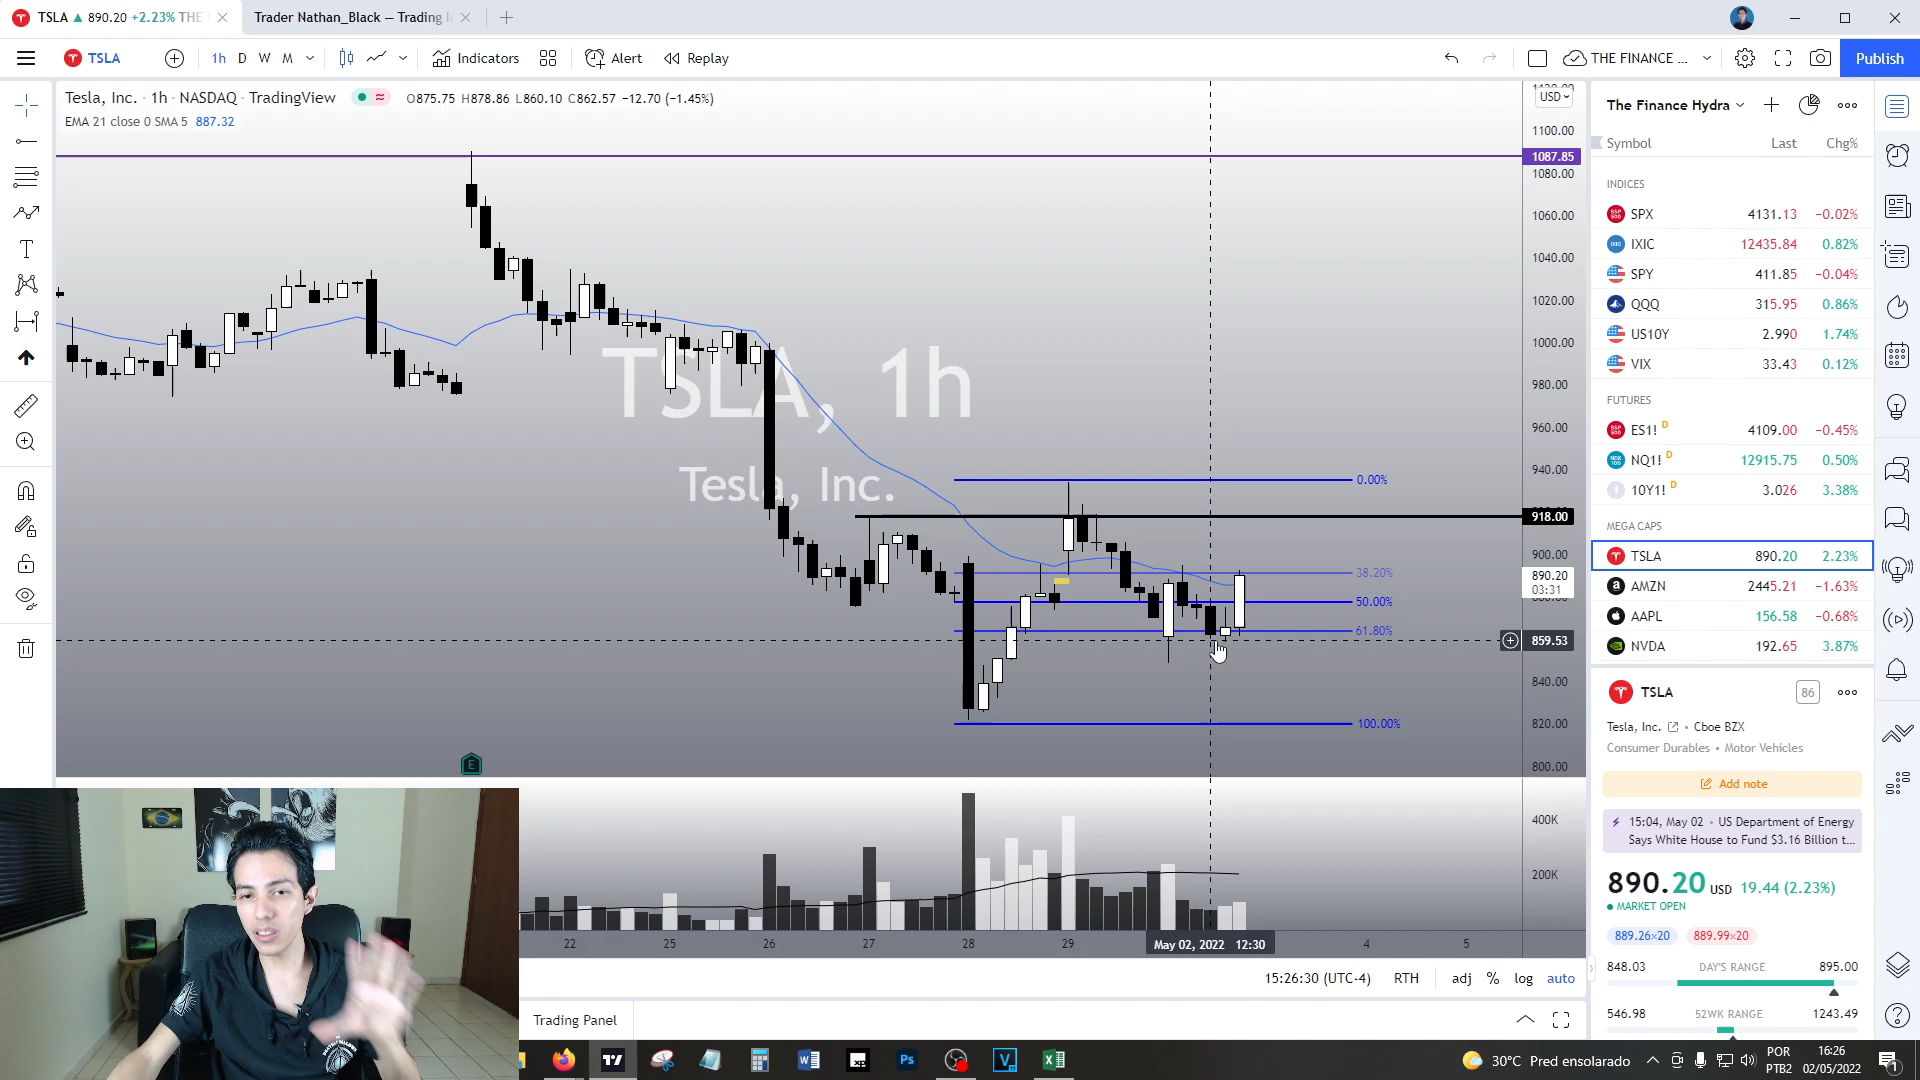 TSLA ▲ 890.20 +2.23% THE
Trader Nathan_Black — Trading I
TSLA
1h D W M
Indicators
Alert
Replay
THE FINANCE ...
Publish
Tesla, Inc. · 1h · NASDAQ · TradingView
O875.75 H878.86 L860.10 C862.57 −12.70 (−1.45%)
EMA 21 close 0 SMA 5 887.32
TSLA, 1h
Tesla, Inc.
0.00%
38.20%
50.00%
61.80%
100.00%
E
USD
1100.00
1087.85
1080.00
1060.00
1040.00
1020.00
1000.00
980.00
960.00
940.00
918.00
900.00
890.20
03:31
859.53
840.00
820.00
800.00
400K
200K
22 25 26 27 28 29 May 02, 2022 12:30 4 5
15:26:30 (UTC-4) RTH adj % log auto
Trading Panel
The Finance Hydra
Symbol Last Chg%
INDICES
SPX 4131.13 −0.02%
IXIC 12435.84 0.82%
SPY 411.85 −0.04%
QQQ 315.95 0.86%
US10Y 2.990 1.74%
VIX 33.43 0.12%
FUTURES
ES1! D 4109.00 −0.45%
NQ1! D 12915.75 0.50%
10Y1! D 3.026 3.38%
MEGA CAPS
TSLA 890.20 2.23%
AMZN 2445.21 −1.63%
AAPL 156.58 −0.68%
NVDA 192.65 3.87%
TSLA 86
Tesla, Inc. • Cboe BZX
Consumer Durables • Motor Vehicles
Add note
15:04, May 02 • US Department of Energy
Says White House to Fund $3.16 Billion t...
890.20 USD 19.44 (2.23%)
MARKET OPEN
889.26×20 889.99×20
848.03 DAY'S RANGE 895.00
546.98 52WK RANGE 1243.49
30°C Pred ensolarado
POR
PTB2
16:26
02/05/2022
1